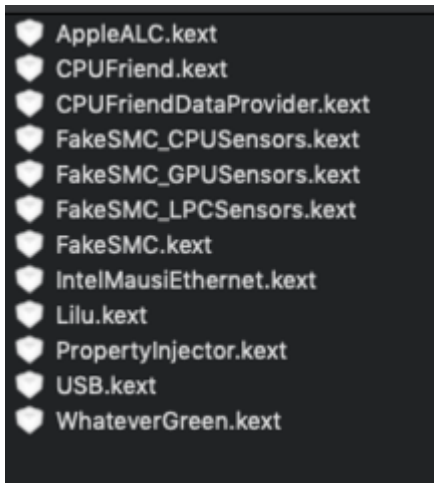 AppleALC.kext
CPUFriend.kext
CPUFriendDataProvider.kext
FakeSMC_CPUSensors.kext
FakeSMC_GPUSensors.kext
FakeSMC_LPCSensors.kext
FakeSMC.kext
IntelMausiEthernet.kext
Lilu.kext
PropertyInjector.kext
USB.kext
WhateverGreen.kext